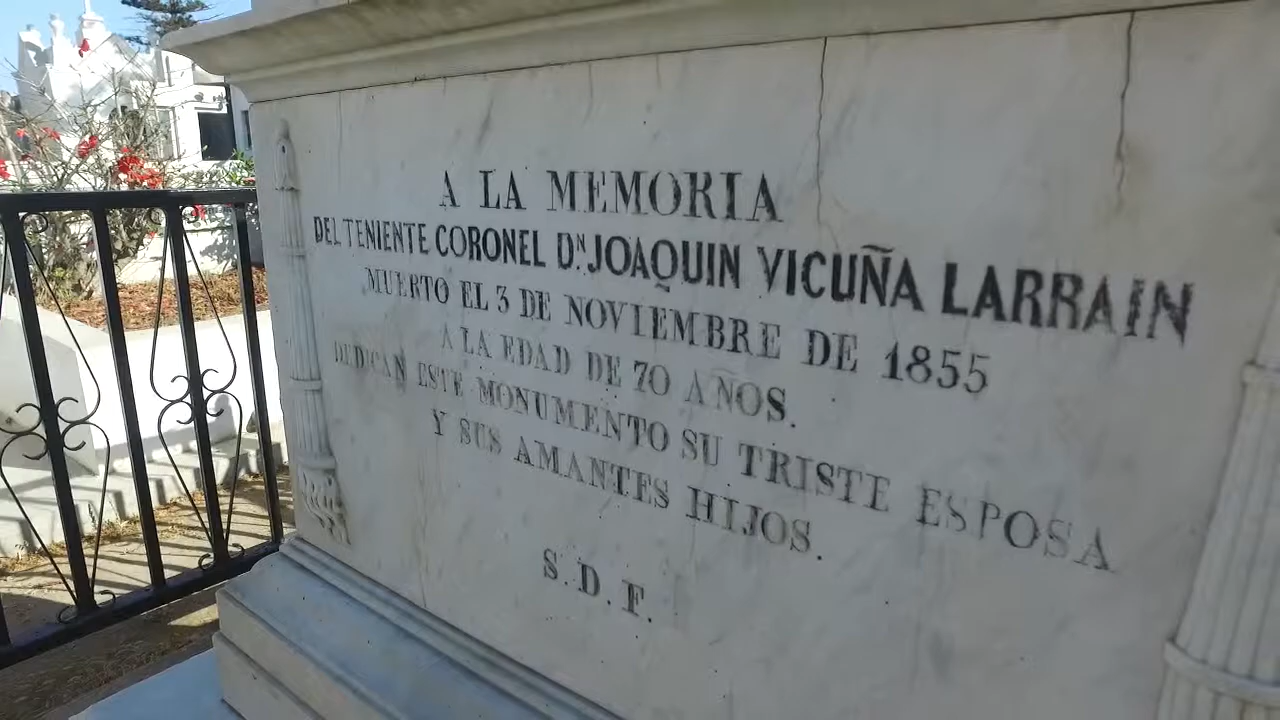 A LA MEMORIA
DEL TENIENTE CORONEL D.N JOAQUIN VICUÑA LARRAIN
MUERTO EL 3 DE NOVIEMBRE DE 1855
A LA EDAD DE 70 AÑOS.
DEDICAN ESTE MONUMENTO SU TRISTE ESPOSA
Y SUS AMANTES HIJOS.
S. D. F.